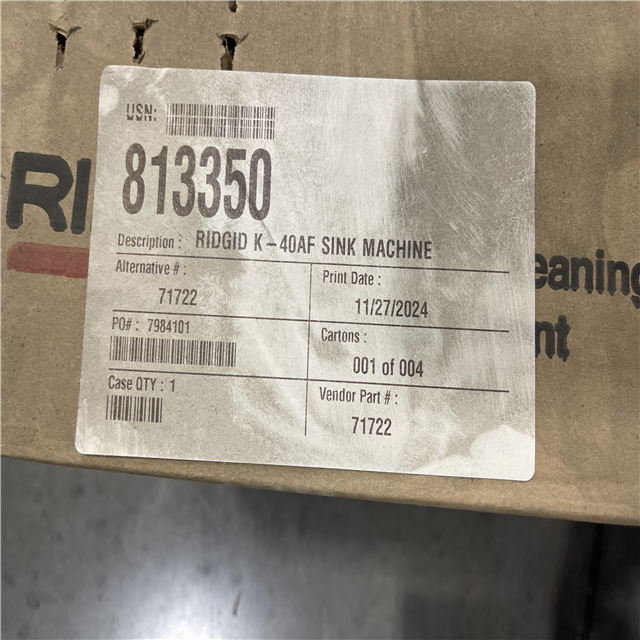 USN:
813350
RI
Description : RIDGID K-40AF SINK MACHINE
Alternative # :
71722
Print Date :
11/27/2024
eaning
PO# : 7984101
Cartons :
001 of 004
nt
Case QTY : 1
Vendor Part # :
71722